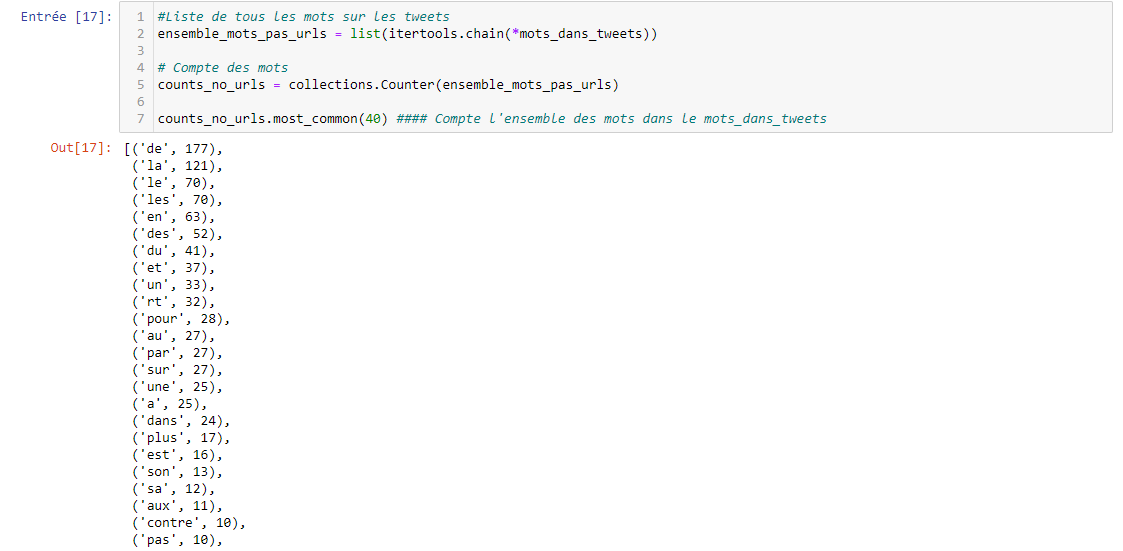 Entrée [17]:
1 #Liste de tous les mots sur les tweets
2 ensemble_mots_pas_urls = list(itertools.chain(*mots_dans_tweets))
3
4 # Compte des mots
5 counts_no_urls = collections.Counter(ensemble_mots_pas_urls)
6
7 counts_no_urls.most_common(40) #### Compte l'ensemble des mots dans le mots_dans_tweets
Out[17]: [('de', 177),
('la', 121),
('le', 70),
('les', 70),
('en', 63),
('des', 52),
('du', 41),
('et', 37),
('un', 33),
('rt', 32),
('pour', 28),
('au', 27),
('par', 27),
('sur', 27),
('une', 25),
('a', 25),
('dans', 24),
('plus', 17),
('est', 16),
('son', 13),
('sa', 12),
('aux', 11),
('contre', 10),
('pas', 10),